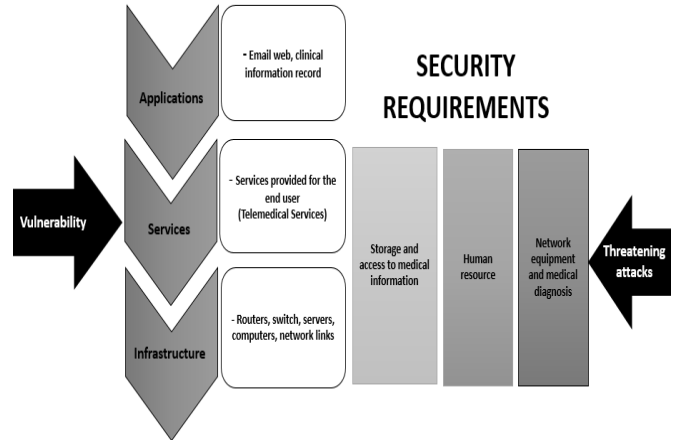 - Email web, clinical
information record
Applications
SECURITY
REQUIREMENTS
Vulnerability
- Services provided for the
end user
(Telemedical Services)
Services
Storage and
access to medical
information
Human
resource
Network
equipment
and medical
diagnosis
Threatening
attacks
- Routers, switch, servers,
computers, network links
Infrastructure